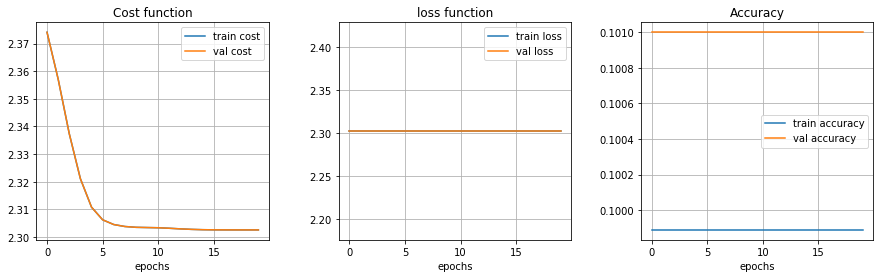 Cost function
2.37
2.36
2.35
2.34
2.33
2.32
2.31
2.30
train cost
val cost
0
5
10
15
epochs
loss function
2.40
2.35
2.30
2.25
2.20
train loss
val loss
0
5
10
15
epochs
Accuracy
0.1010
0.1008
0.1006
0.1004
0.1002
0.1000
train accuracy
val accuracy
0
5
10
15
epochs